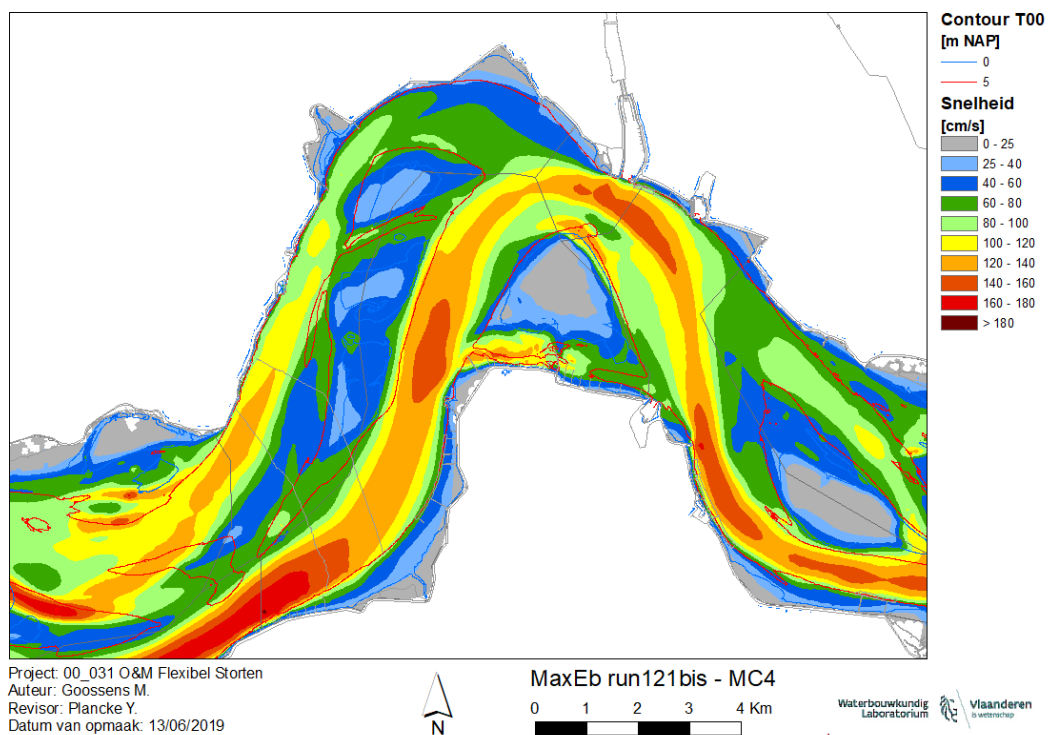 Contour T00
[m NAP]
0
5
Snelheid
[cm/s]
0 - 25
25 - 40
40 - 60
60 - 80
80 - 100
100 - 120
120 - 140
140 - 160
160 - 180
> 180
Project: 00_031 O&M Flexibel Storten
Auteur: Goossens M.
Revisor: Plancke Y.
Datum van opmaak: 13/06/2019
N
MaxEb run121bis - MC4
0 1 2 3 4 Km
Waterbouwkundig
Laboratorium
Vlaanderen
is wetenschap